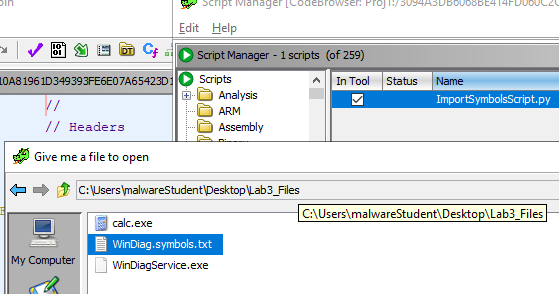 pin
Script Manager [CodeBrowser: Proj1:/3094A3DB6068BE414FD060C2C
Edit Help
Script Manager - 1 scripts (of 259)
10A81961D349393FE6E07A65423D1
//
// Headers
Scripts
Analysis
ARM
Assembly
In Tool Status Name
ImportSymbolsScript.py
Give me a file to open
C:\Users\malwareStudent\Desktop\Lab3_Files
C:\Users\malwareStudent\Desktop\Lab3_Files
My Computer
calc.exe
WinDiag.symbols.txt
WinDiagService.exe